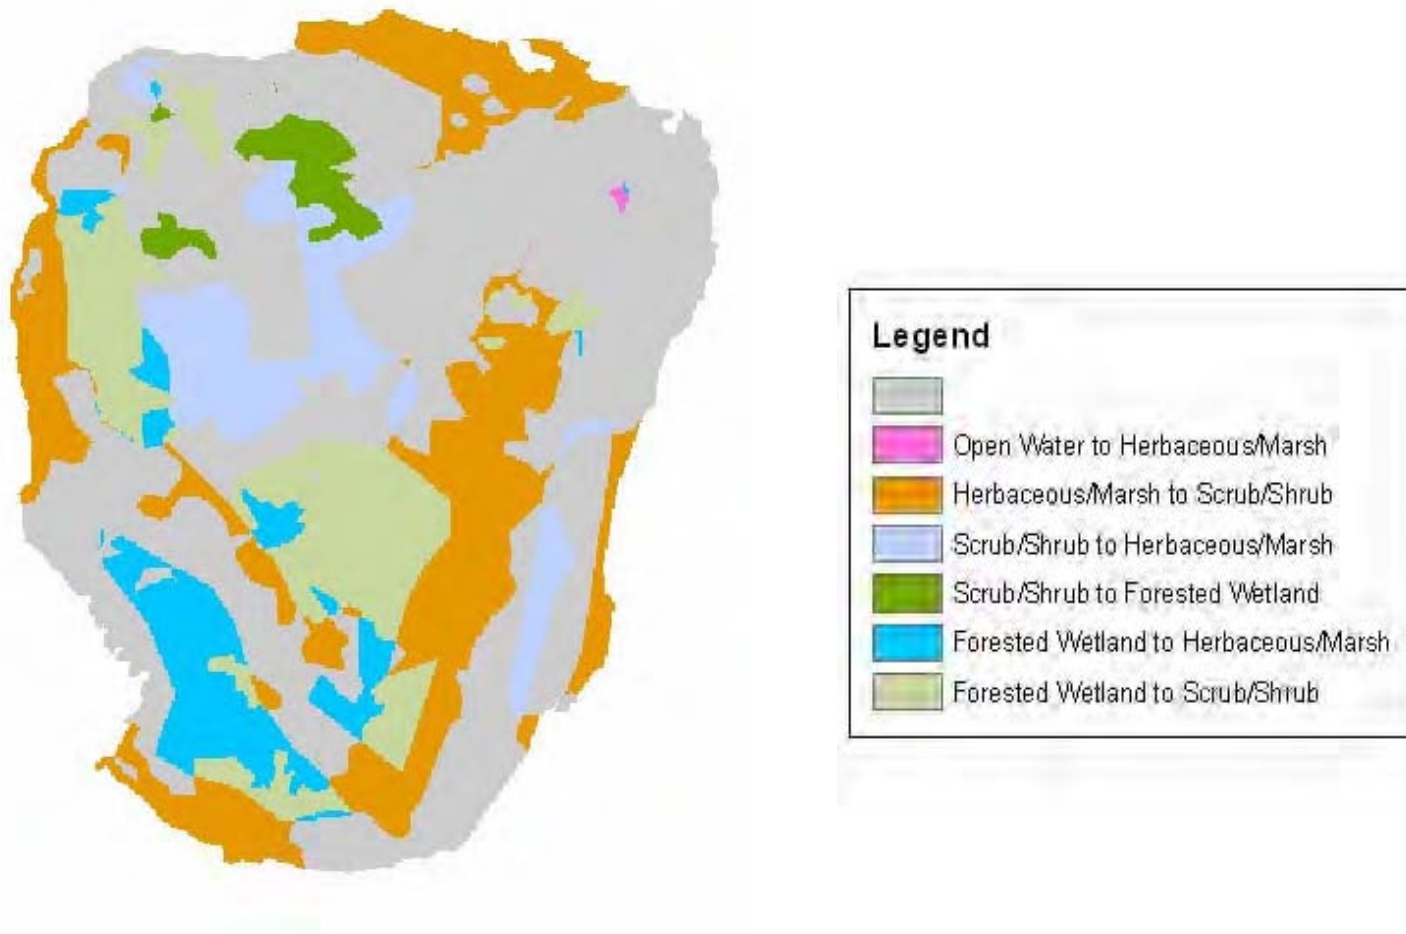 Legend
Open Water to Herbaceous/Marsh
Herbaceous/Marsh to Scrub/Shrub
Scrub/Shrub to Herbaceous/Marsh
Scrub/Shrub to Forested Wetland
Forested Wetland to Herbaceous/Marsh
Forested Wetland to Scrub/Shrub